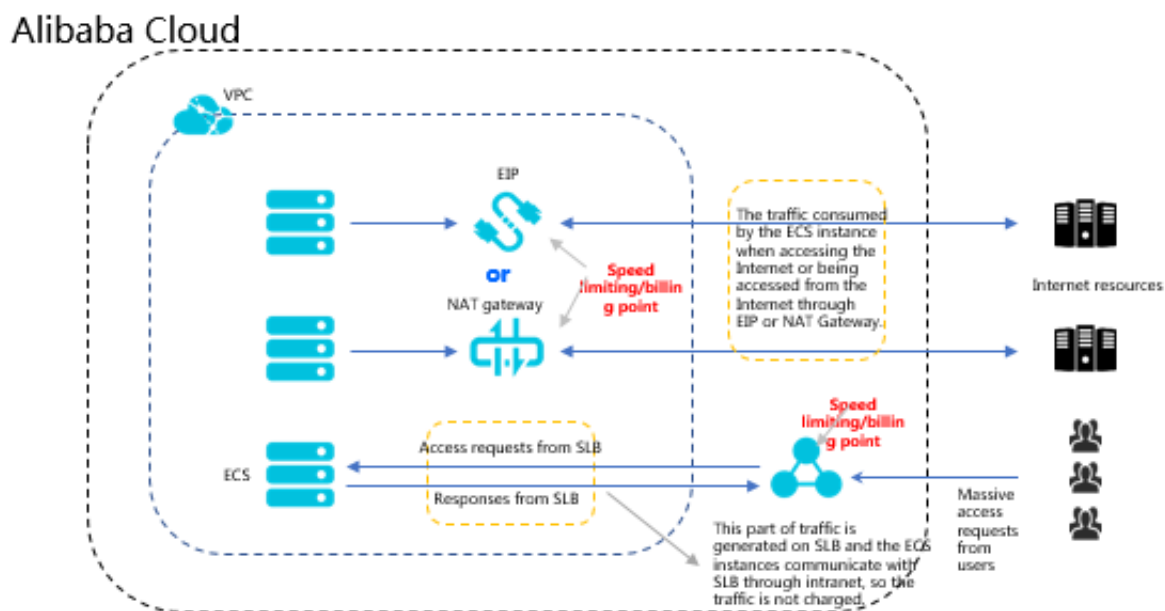 Alibaba Cloud
VPC
EIP
or
NAT gateway
Speed
limiting/billin
g point
The traffic consumed
by the ECS instance
when accessing the
Internet or being
accessed from the
Internet through
EIP or NAT Gateway.
Internet resources
Speed
limiting/billin
g point
Access requests from SLB
ECS
Responses from SLB
Massive
access
requests
from
users
This part of traffic is
generated on SLB and the ECS
instances communicate with
SLB through intranet, so the
traffic is not charged.